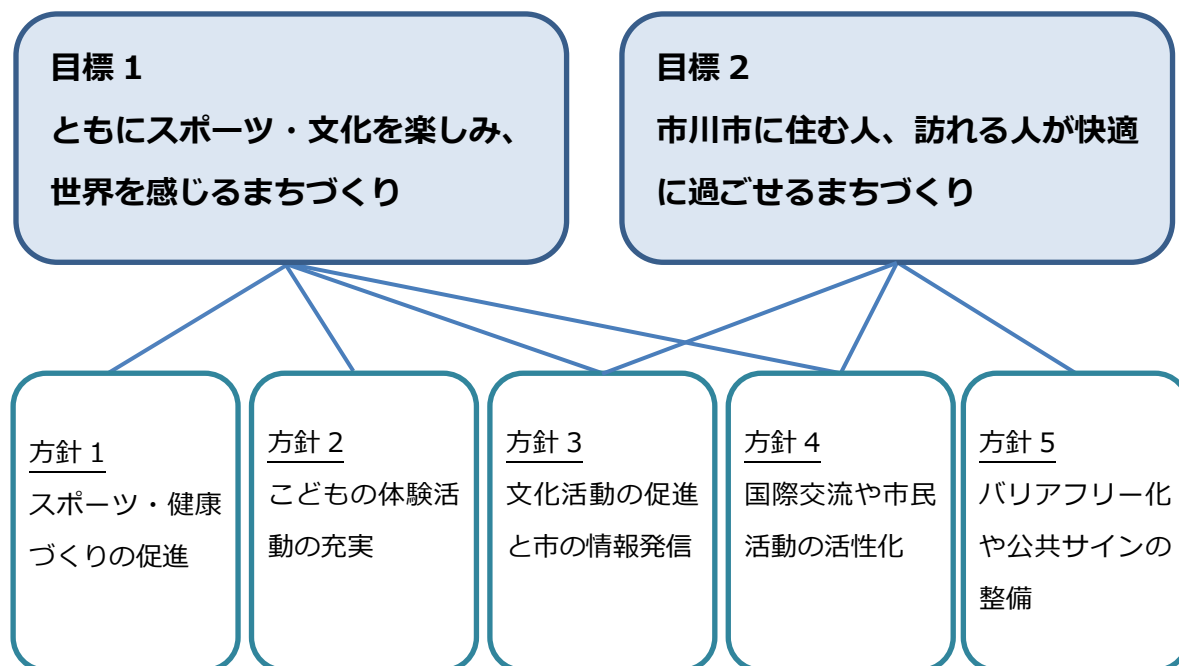 目標 1
ともにスポーツ・文化を楽しみ、
世界を感じるまちづくり
目標 2
市川市に住む人、訪れる人が快適
に過ごせるまちづくり
方針 1
スポーツ・健康
づくりの促進
方針 2
こどもの体験活
動の充実
方針 3
文化活動の促進
と市の情報発信
方針 4
国際交流や市民
活動の活性化
方針 5
バリアフリー化
や公共サインの
整備